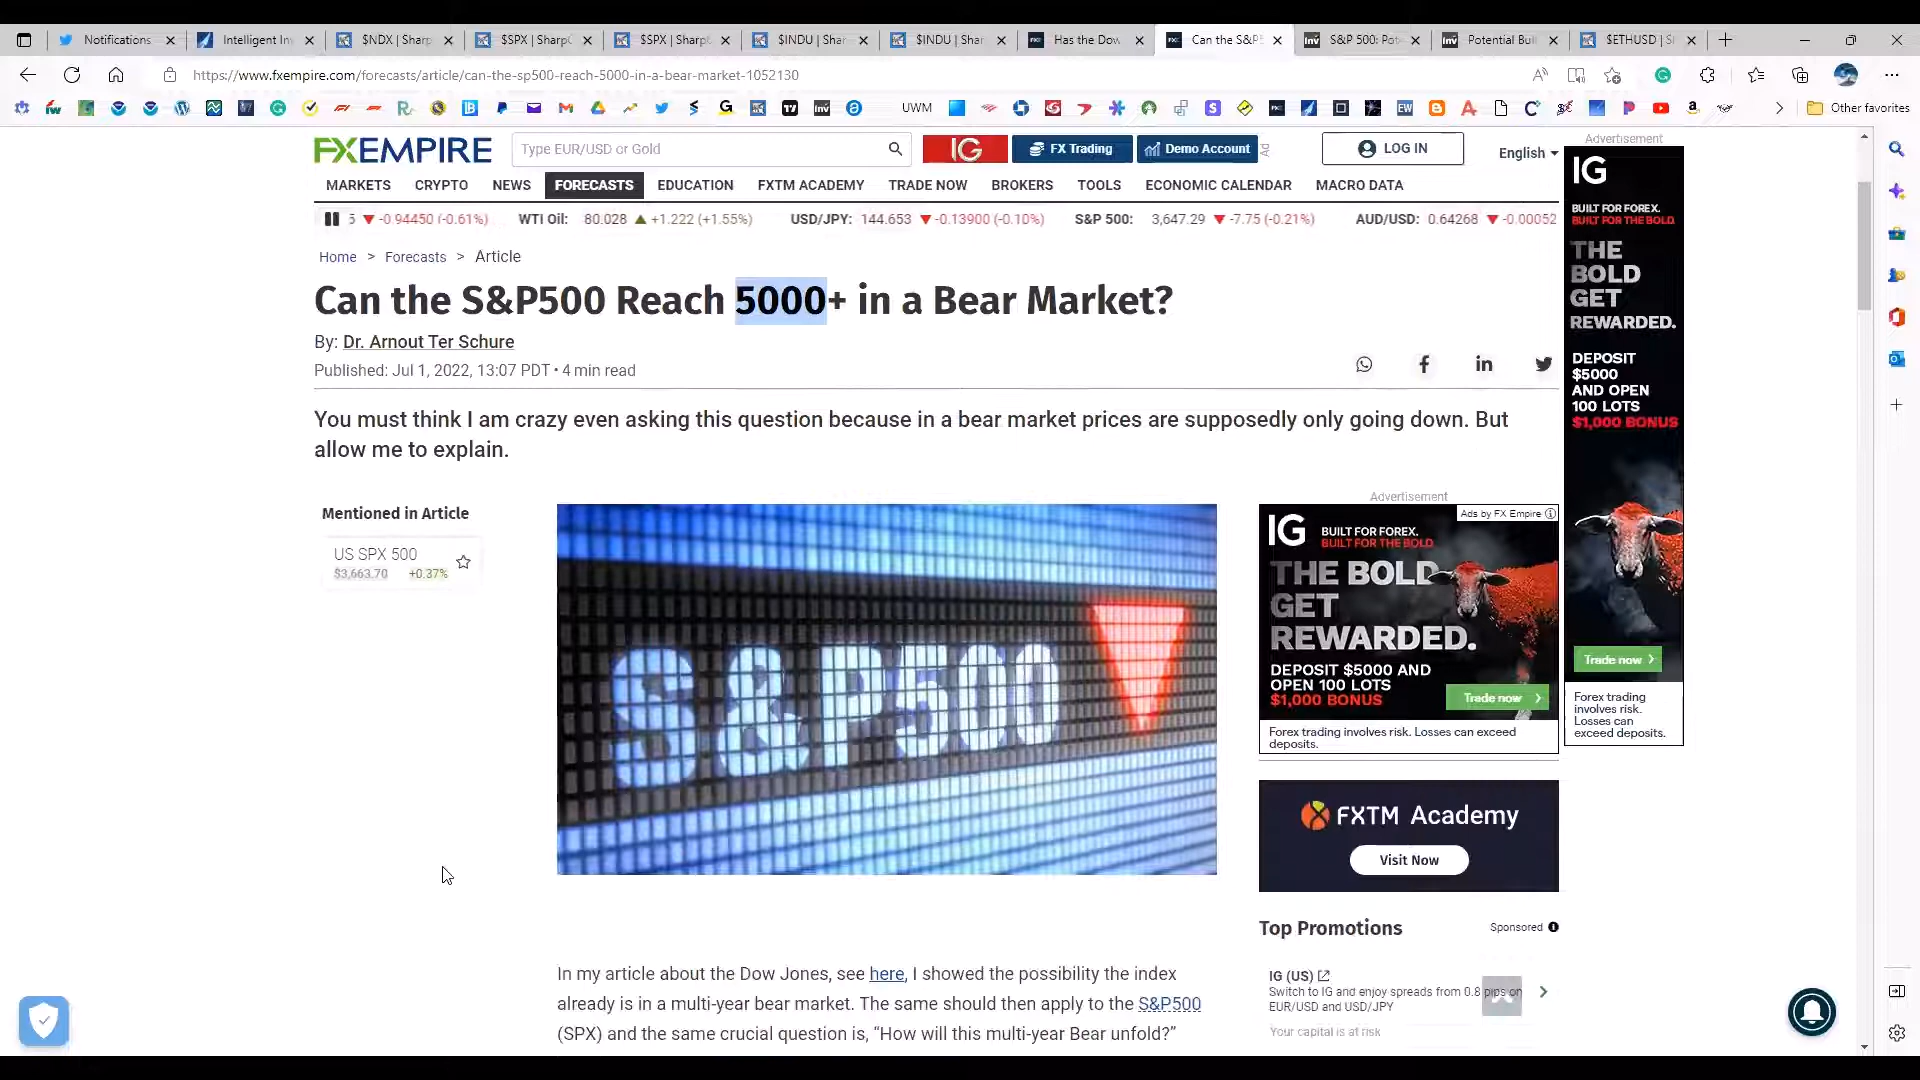 Notifications
Intelligent In
$NDX | Sharp
$SPX | SharpC
$SPX | SharpC
$INDU | Shar
$INDU | Shar
Has the Dow
Can the S&P5
S&P 500: Pot
Potential Bul
$ETHUSD | S
https://www.fxempire.com/forecasts/article/can-the-sp500-reach-5000-in-a-bear-market-1052130
UWM
Other favorites
FXEMPIRE
Type EUR/USD or Gold
IG
FX Trading
Demo Account
Ad
LOG IN
English
MARKETS CRYPTO NEWS FORECASTS EDUCATION FXTM ACADEMY TRADE NOW BROKERS TOOLS ECONOMIC CALENDAR MACRO DATA
5 ▼ -0.94450 (-0.61%) WTI Oil: 80.028 ▲ +1.222 (+1.55%) USD/JPY: 144.653 ▼ -0.13900 (-0.10%) S&P 500: 3,647.29 ▼ -7.75 (-0.21%) AUD/USD: 0.64268 ▼ -0.00052
Home > Forecasts > Article
Can the S&P500 Reach 5000+ in a Bear Market?
By: Dr. Arnout Ter Schure
Published: Jul 1, 2022, 13:07 PDT • 4 min read
You must think I am crazy even asking this question because in a bear market prices are supposedly only going down. But
allow me to explain.
Mentioned in Article
US SPX 500
$3,663.70 +0.37%
S&P500
In my article about the Dow Jones, see here, I showed the possibility the index
already is in a multi-year bear market. The same should then apply to the S&P500
(SPX) and the same crucial question is, “How will this multi-year Bear unfold?”
Advertisement
Ads by FX Empire
IG
BUILT FOR FOREX.
BUILT FOR THE BOLD
THE BOLD
GET
REWARDED.
DEPOSIT $5000 AND
OPEN 100 LOTS
$1,000 BONUS
Trade now
Forex trading involves risk. Losses can exceed
deposits.
FXTM Academy
Visit Now
Top Promotions
Sponsored
IG (US)
Switch to IG and enjoy spreads from 0.8 pips on
EUR/USD and USD/JPY
Your capital is at risk
Advertisement
IG
BUILT FOR FOREX.
BUILT FOR THE BOLD.
THE
BOLD
GET
REWARDED.
DEPOSIT
$5000
AND OPEN
100 LOTS
$1,000 BONUS
Trade now
Forex trading
involves risk.
Losses can
exceed deposits.